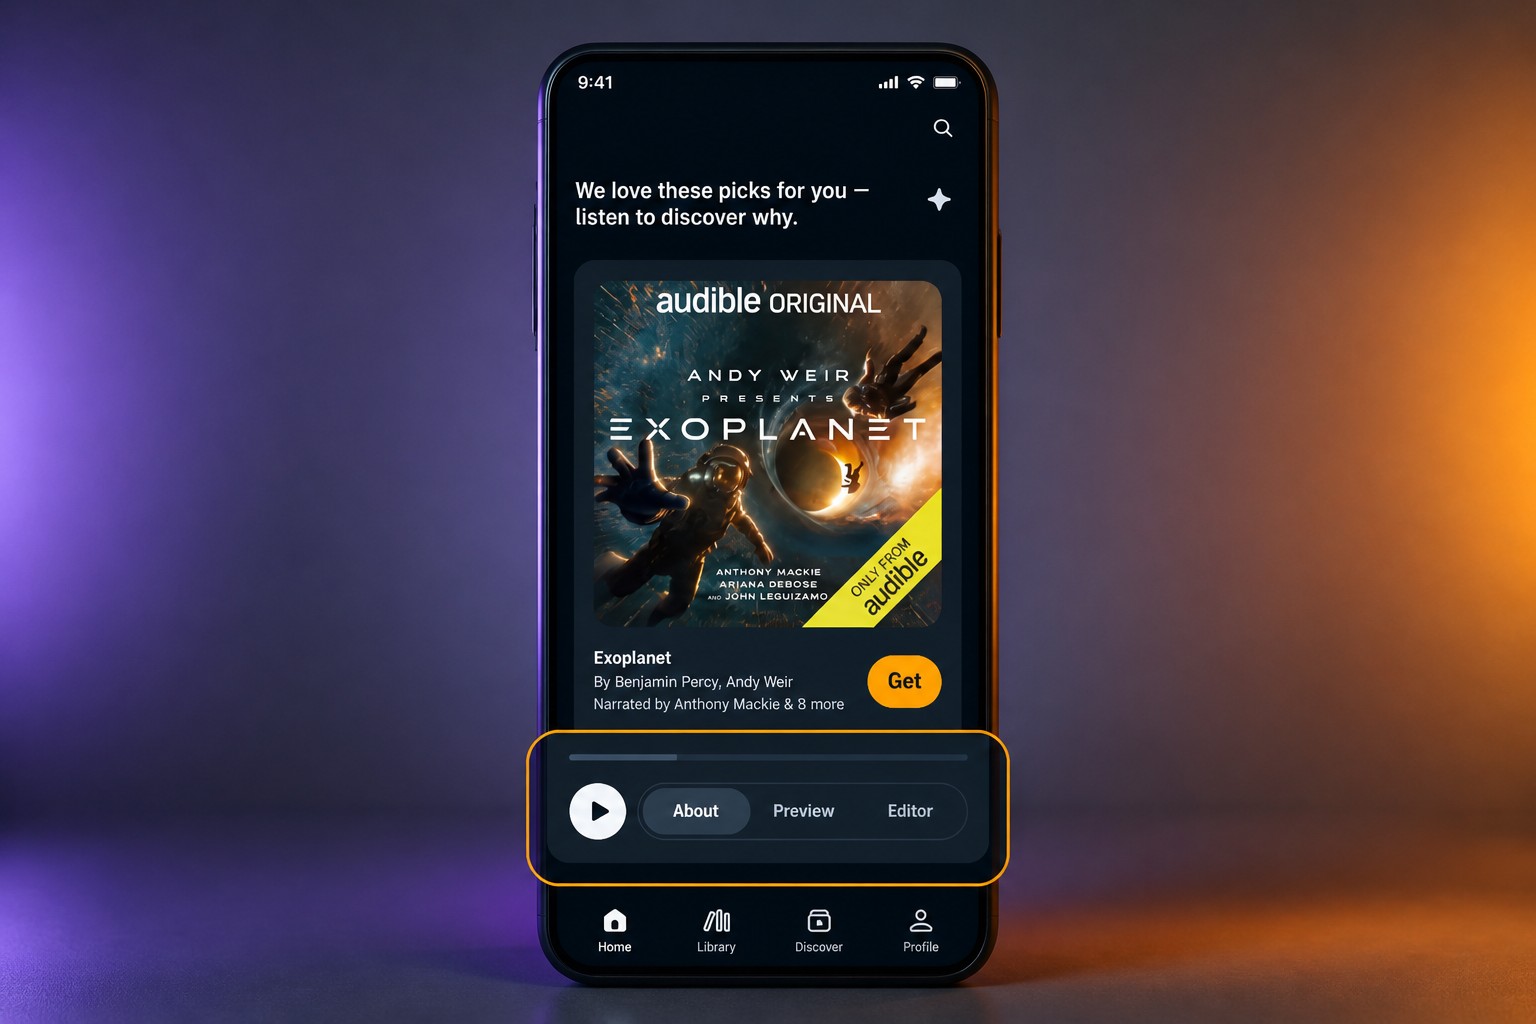 9:41
We love these picks for you —
listen to discover why.
audible ORIGINAL
ANDY WEIR
PRESENTS
EXOPLANET
ANTHONY MACKIE
ARIANA DEBOSE
AND JOHN LEGUIZAMO
ONLY FROM
audible
Exoplanet
By Benjamin Percy, Andy Weir
Narrated by Anthony Mackie & 8 more
Get
About Preview Editor
Home Library Discover Profile